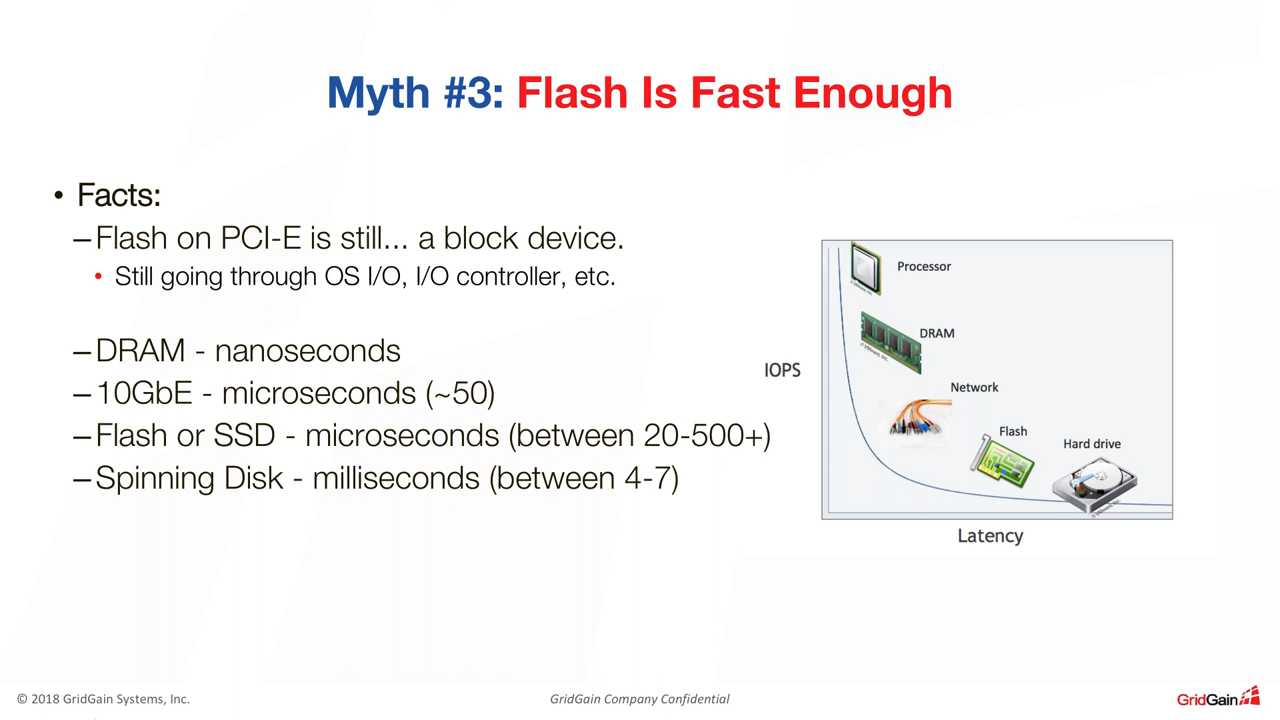 Myth #3: Flash Is Fast Enough
• Facts:
–Flash on PCI-E is still... a block device.
• Still going through OS I/O, I/O controller, etc.
–DRAM - nanoseconds
–10GbE - microseconds (~50)
–Flash or SSD - microseconds (between 20-500+)
–Spinning Disk - milliseconds (between 4-7)
Processor
DRAM
IOPS
Network
Flash
Hard drive
Latency
© 2018 GridGain Systems, Inc.
GridGain Company Confidential
GridGain